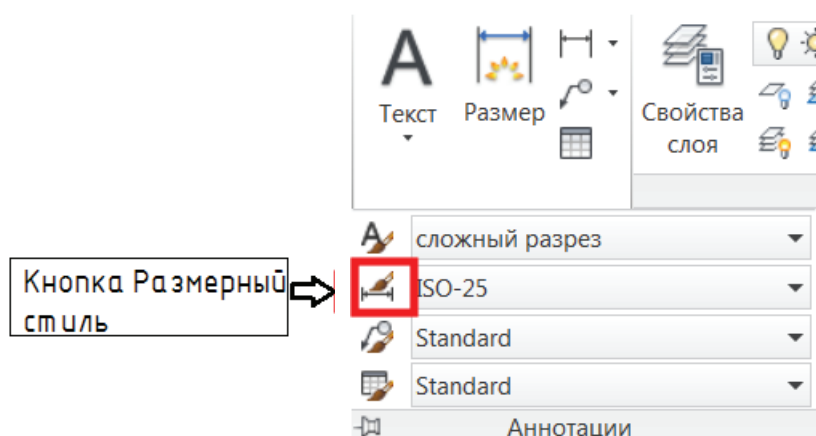 Текст
Размер
Свойства
слоя
сложный разрез
Кнопка Размерный
стиль
ISO-25
Standard
Standard
Аннотации